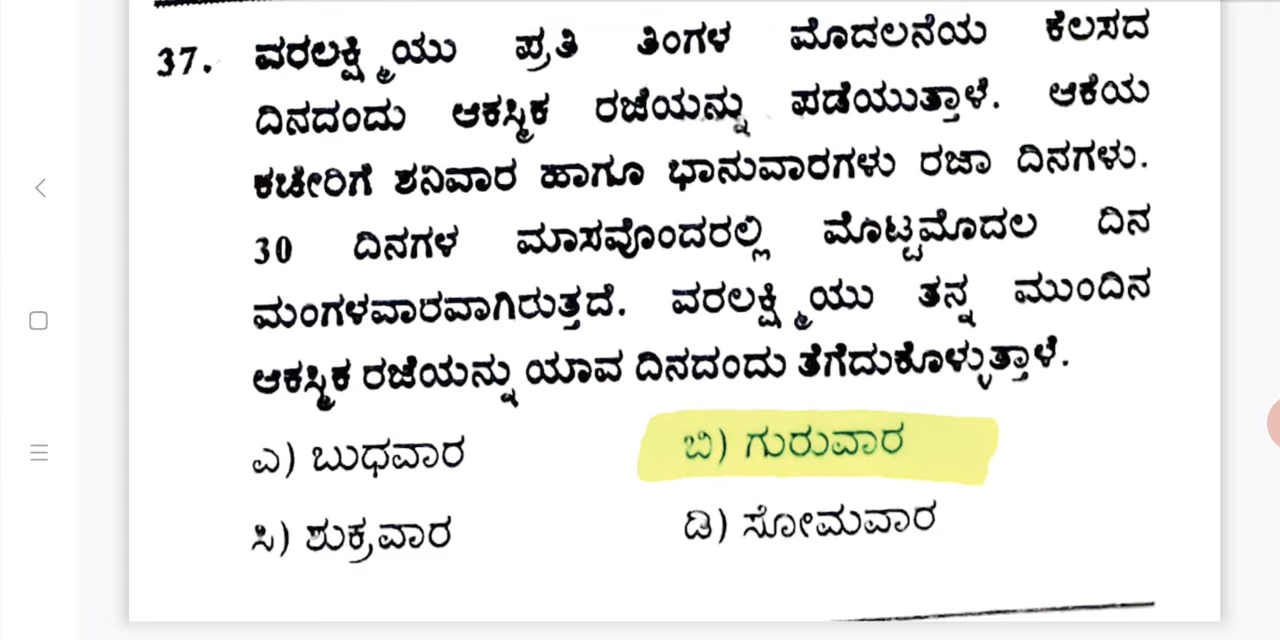 37. ವರಲಕ್ಷ್ಮಿಯು ಪ್ರತಿ ತಿಂಗಳ ಮೊದಲನೆಯ ಕೆಲಸದ
ದಿನದಂದು ಆಕಸ್ಮಿಕ ರಜೆಯನ್ನು ಪಡೆಯುತ್ತಾಳೆ. ಆಕೆಯ
ಕಚೇರಿಗೆ ಶನಿವಾರ ಹಾಗೂ ಭಾನುವಾರಗಳು ರಜಾ ದಿನಗಳು.
30 ದಿನಗಳ ಮಾಸವೊಂದರಲ್ಲಿ ಮೊಟ್ಟಮೊದಲ ದಿನ
ಮಂಗಳವಾರವಾಗಿರುತ್ತದೆ. ವರಲಕ್ಷ್ಮಿಯು ತನ್ನ ಮುಂದಿನ
ಆಕಸ್ಮಿಕ ರಜೆಯನ್ನು ಯಾವ ದಿನದಂದು ತೆಗೆದುಕೊಳ್ಳುತ್ತಾಳೆ.
ಎ) ಬುಧವಾರ ಬಿ) ಗುರುವಾರ
ಸಿ) ಶುಕ್ರವಾರ ಡಿ) ಸೋಮವಾರ